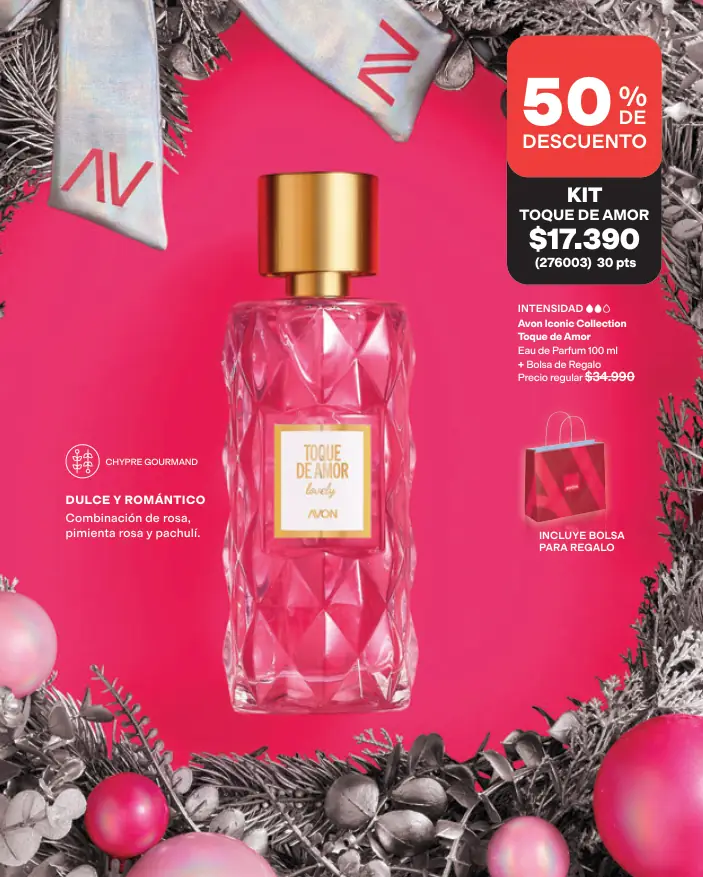 AV
AV
50 % DE
DESCUENTO
KIT
TOQUE DE AMOR
$17.390
(276003) 30 pts
INTENSIDAD
Avon Iconic Collection
Toque de Amor
Eau de Parfum 100 ml
+ Bolsa de Regalo
Precio regular $34.990
TOQUE
DE AMOR
lovely
AVON
CHYPRE GOURMAND
DULCE Y ROMÁNTICO
Combinación de rosa,
pimienta rosa y pachulí.
INCLUYE BOLSA
PARA REGALO